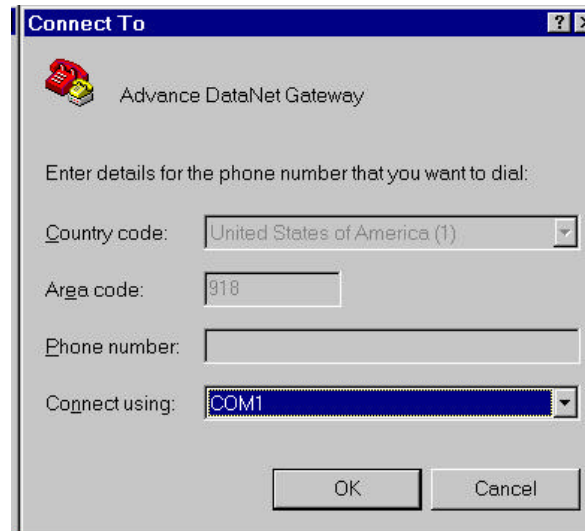 Connect To
Advance DataNet Gateway
Enter details for the phone number that you want to dial:
Country code: United States of America (1)
Area code: 918
Phone number:
Connect using: COM1
OK Cancel